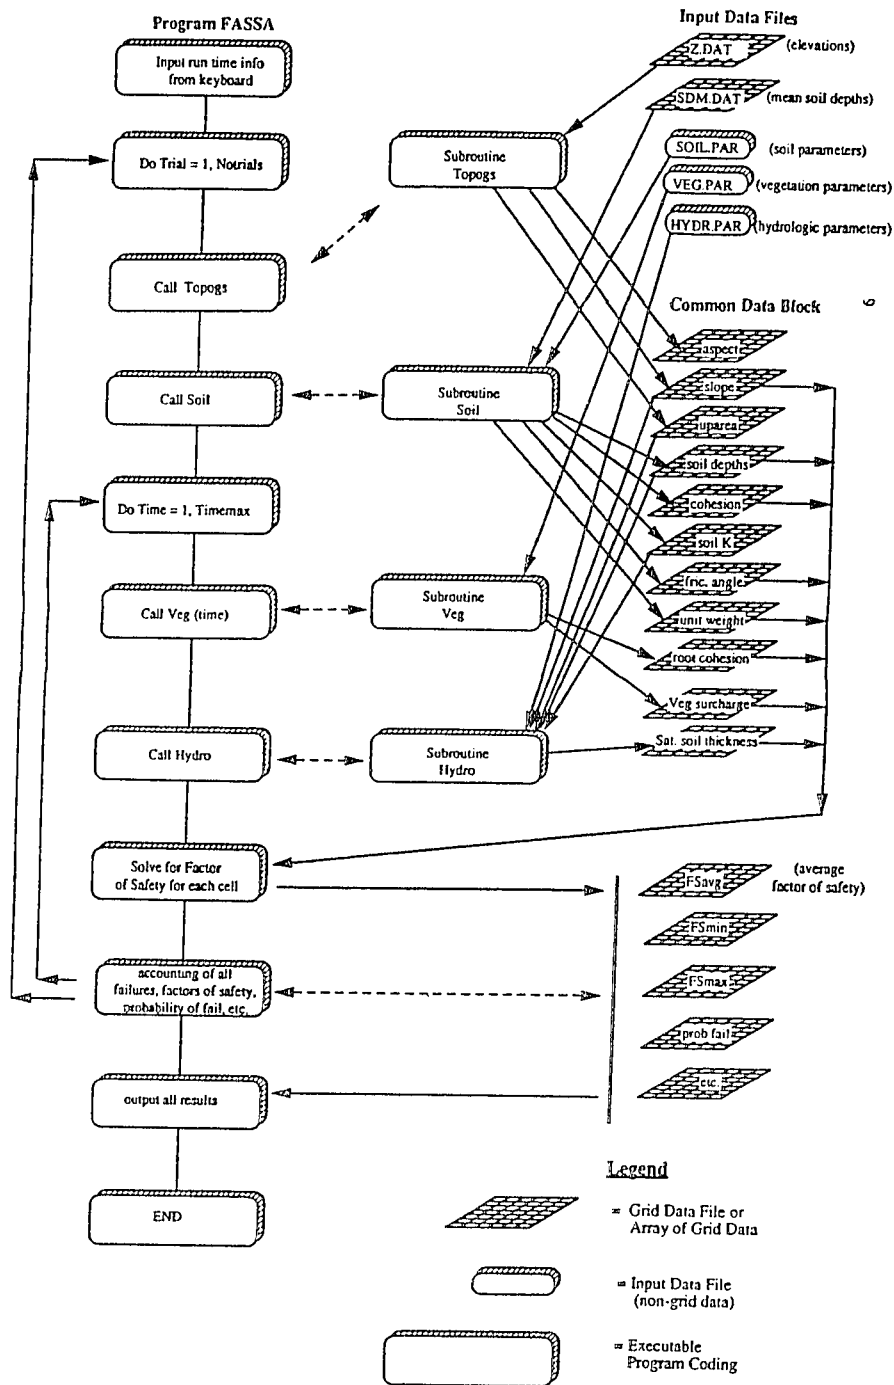 Program FASSA
Input run time info
from keyboard
Do Trial = 1, Notrials
Call Topogs
Call Soil
Do Time = 1, Timemax
Call Veg (time)
Call Hydro
Solve for Factor
of Safety for each cell
accounting of all
failures, factors of safety,
probability of fail, etc.
output all results
END
Subroutine
Topogs
Subroutine
Soil
Subroutine
Veg
Subroutine
Hydro
Input Data Files
Z.DAT (elevations)
SDM.DAT (mean soil depths)
SOIL.PAR (soil parameters)
VEG.PAR (vegetation parameters)
HYDR.PAR (hydrologic parameters)
Common Data Block
6
aspect
slope
uparea
soil depths
cohesion
soil K
fric. angle
unit weight
root cohesion
Veg surcharge
Sat. soil thickness
FSavg (average
factor of safety)
FSmin
FSmax
prob fail
etc.
Legend
= Grid Data File or
Array of Grid Data
= Input Data File
(non-grid data)
= Executable
Program Coding